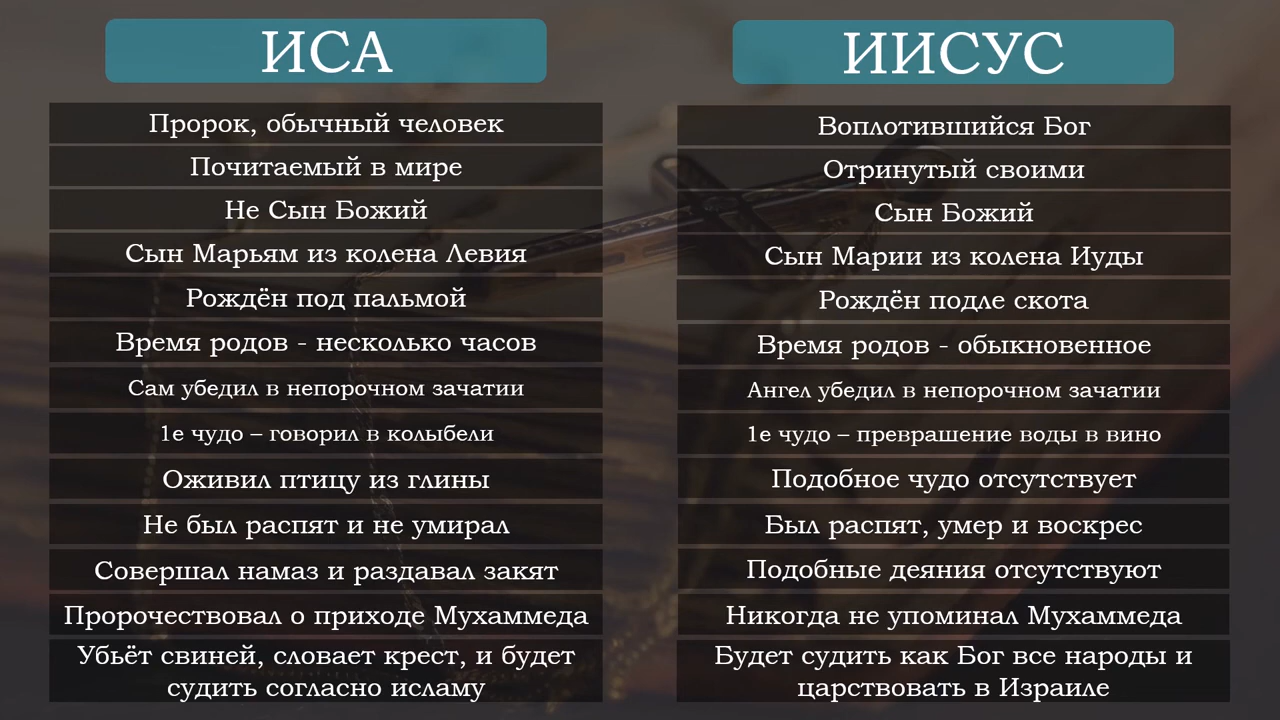 ИСА
Пророк, обычный человек
Почитаемый в мире
Не Сын Божий
Сын Марьям из колена Левия
Рождён под пальмой
Время родов - несколько часов
Сам убедил в непорочном зачатии
1е чудо – говорил в колыбели
Оживил птицу из глины
Не был распят и не умирал
Совершал намаз и раздавал закят
Пророчествовал о приходе Мухаммеда
Убьёт свиней, словает крест, и будет
судить согласно исламу
ИИСУС
Воплотившийся Бог
Отринутый своими
Сын Божий
Сын Марии из колена Иуды
Рождён подле скота
Время родов - обыкновенное
Ангел убедил в непорочном зачатии
1е чудо – преврашение воды в вино
Подобное чудо отсутствует
Был распят, умер и воскрес
Подобные деяния отсутствуют
Никогда не упоминал Мухаммеда
Будет судить как Бог все народы и
царствовать в Израиле